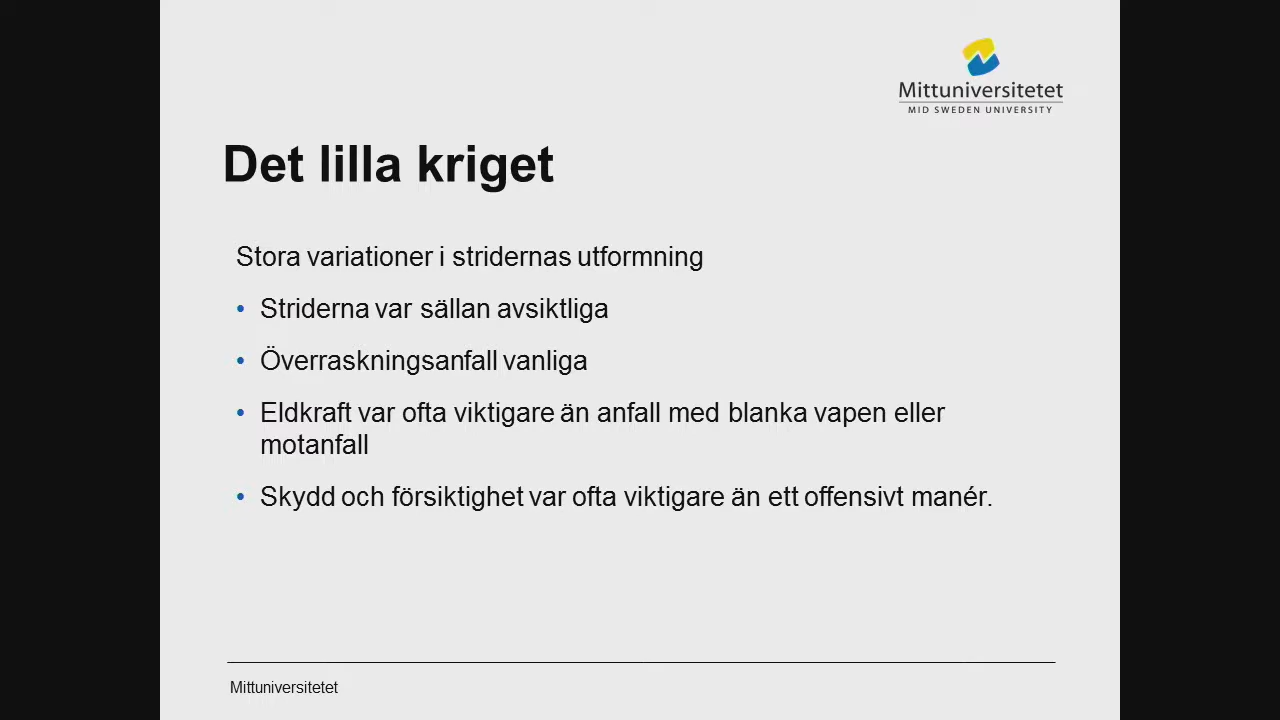 Mittuniversitetet
MID SWEDEN UNIVERSITY
Det lilla kriget
Stora variationer i stridernas utformning
• Striderna var sällan avsiktliga
• Överraskningsanfall vanliga
• Eldkraft var ofta viktigare än anfall med blanka vapen eller
motanfall
• Skydd och försiktighet var ofta viktigare än ett offensivt manér.
Mittuniversitetet